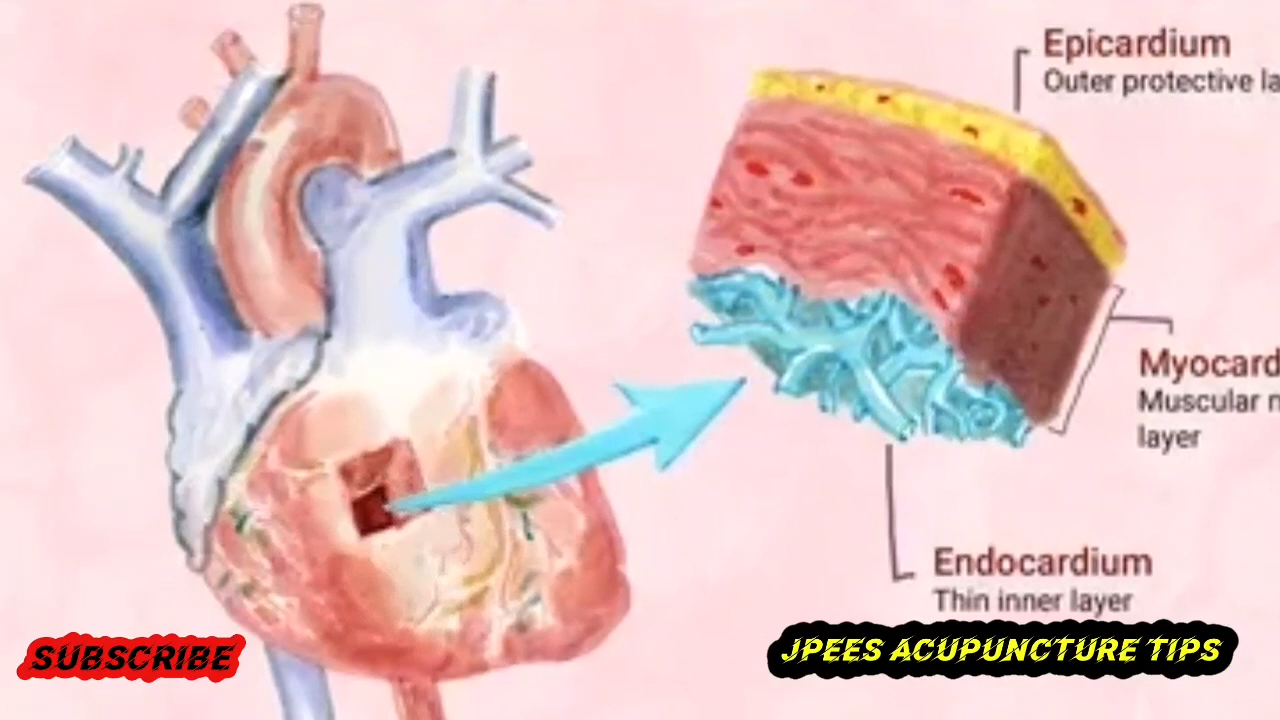 Epicardium
Outer protective la
Myocard
Muscular n
layer
Endocardium
Thin inner layer
SUBSCRIBE
JPEES ACUPUNCTURE TIPS